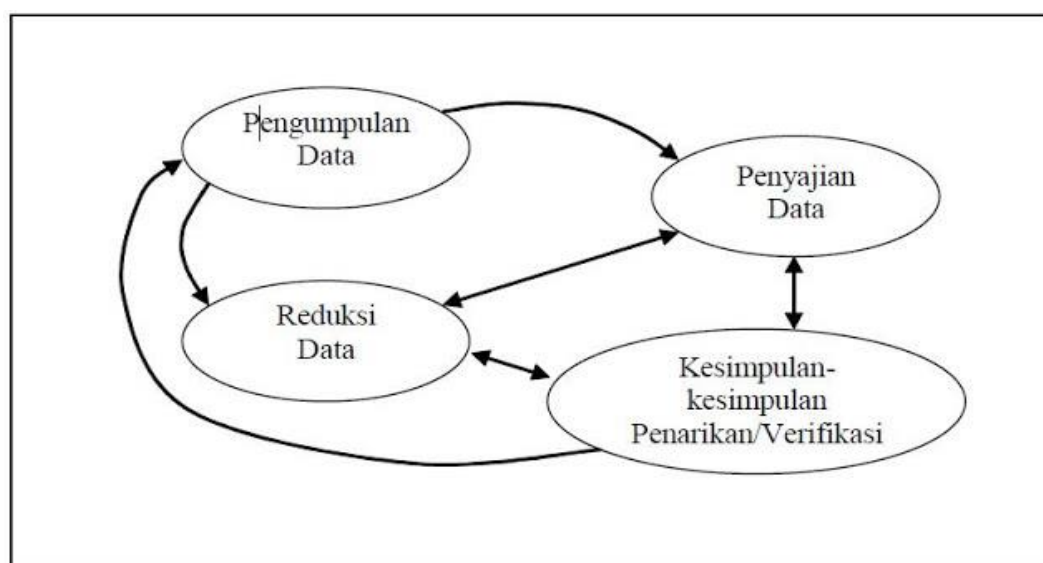 Pengumpulan
Data
Penyajian
Data
Reduksi
Data
Kesimpulan-
kesimpulan
Penarikan/Verifikasi